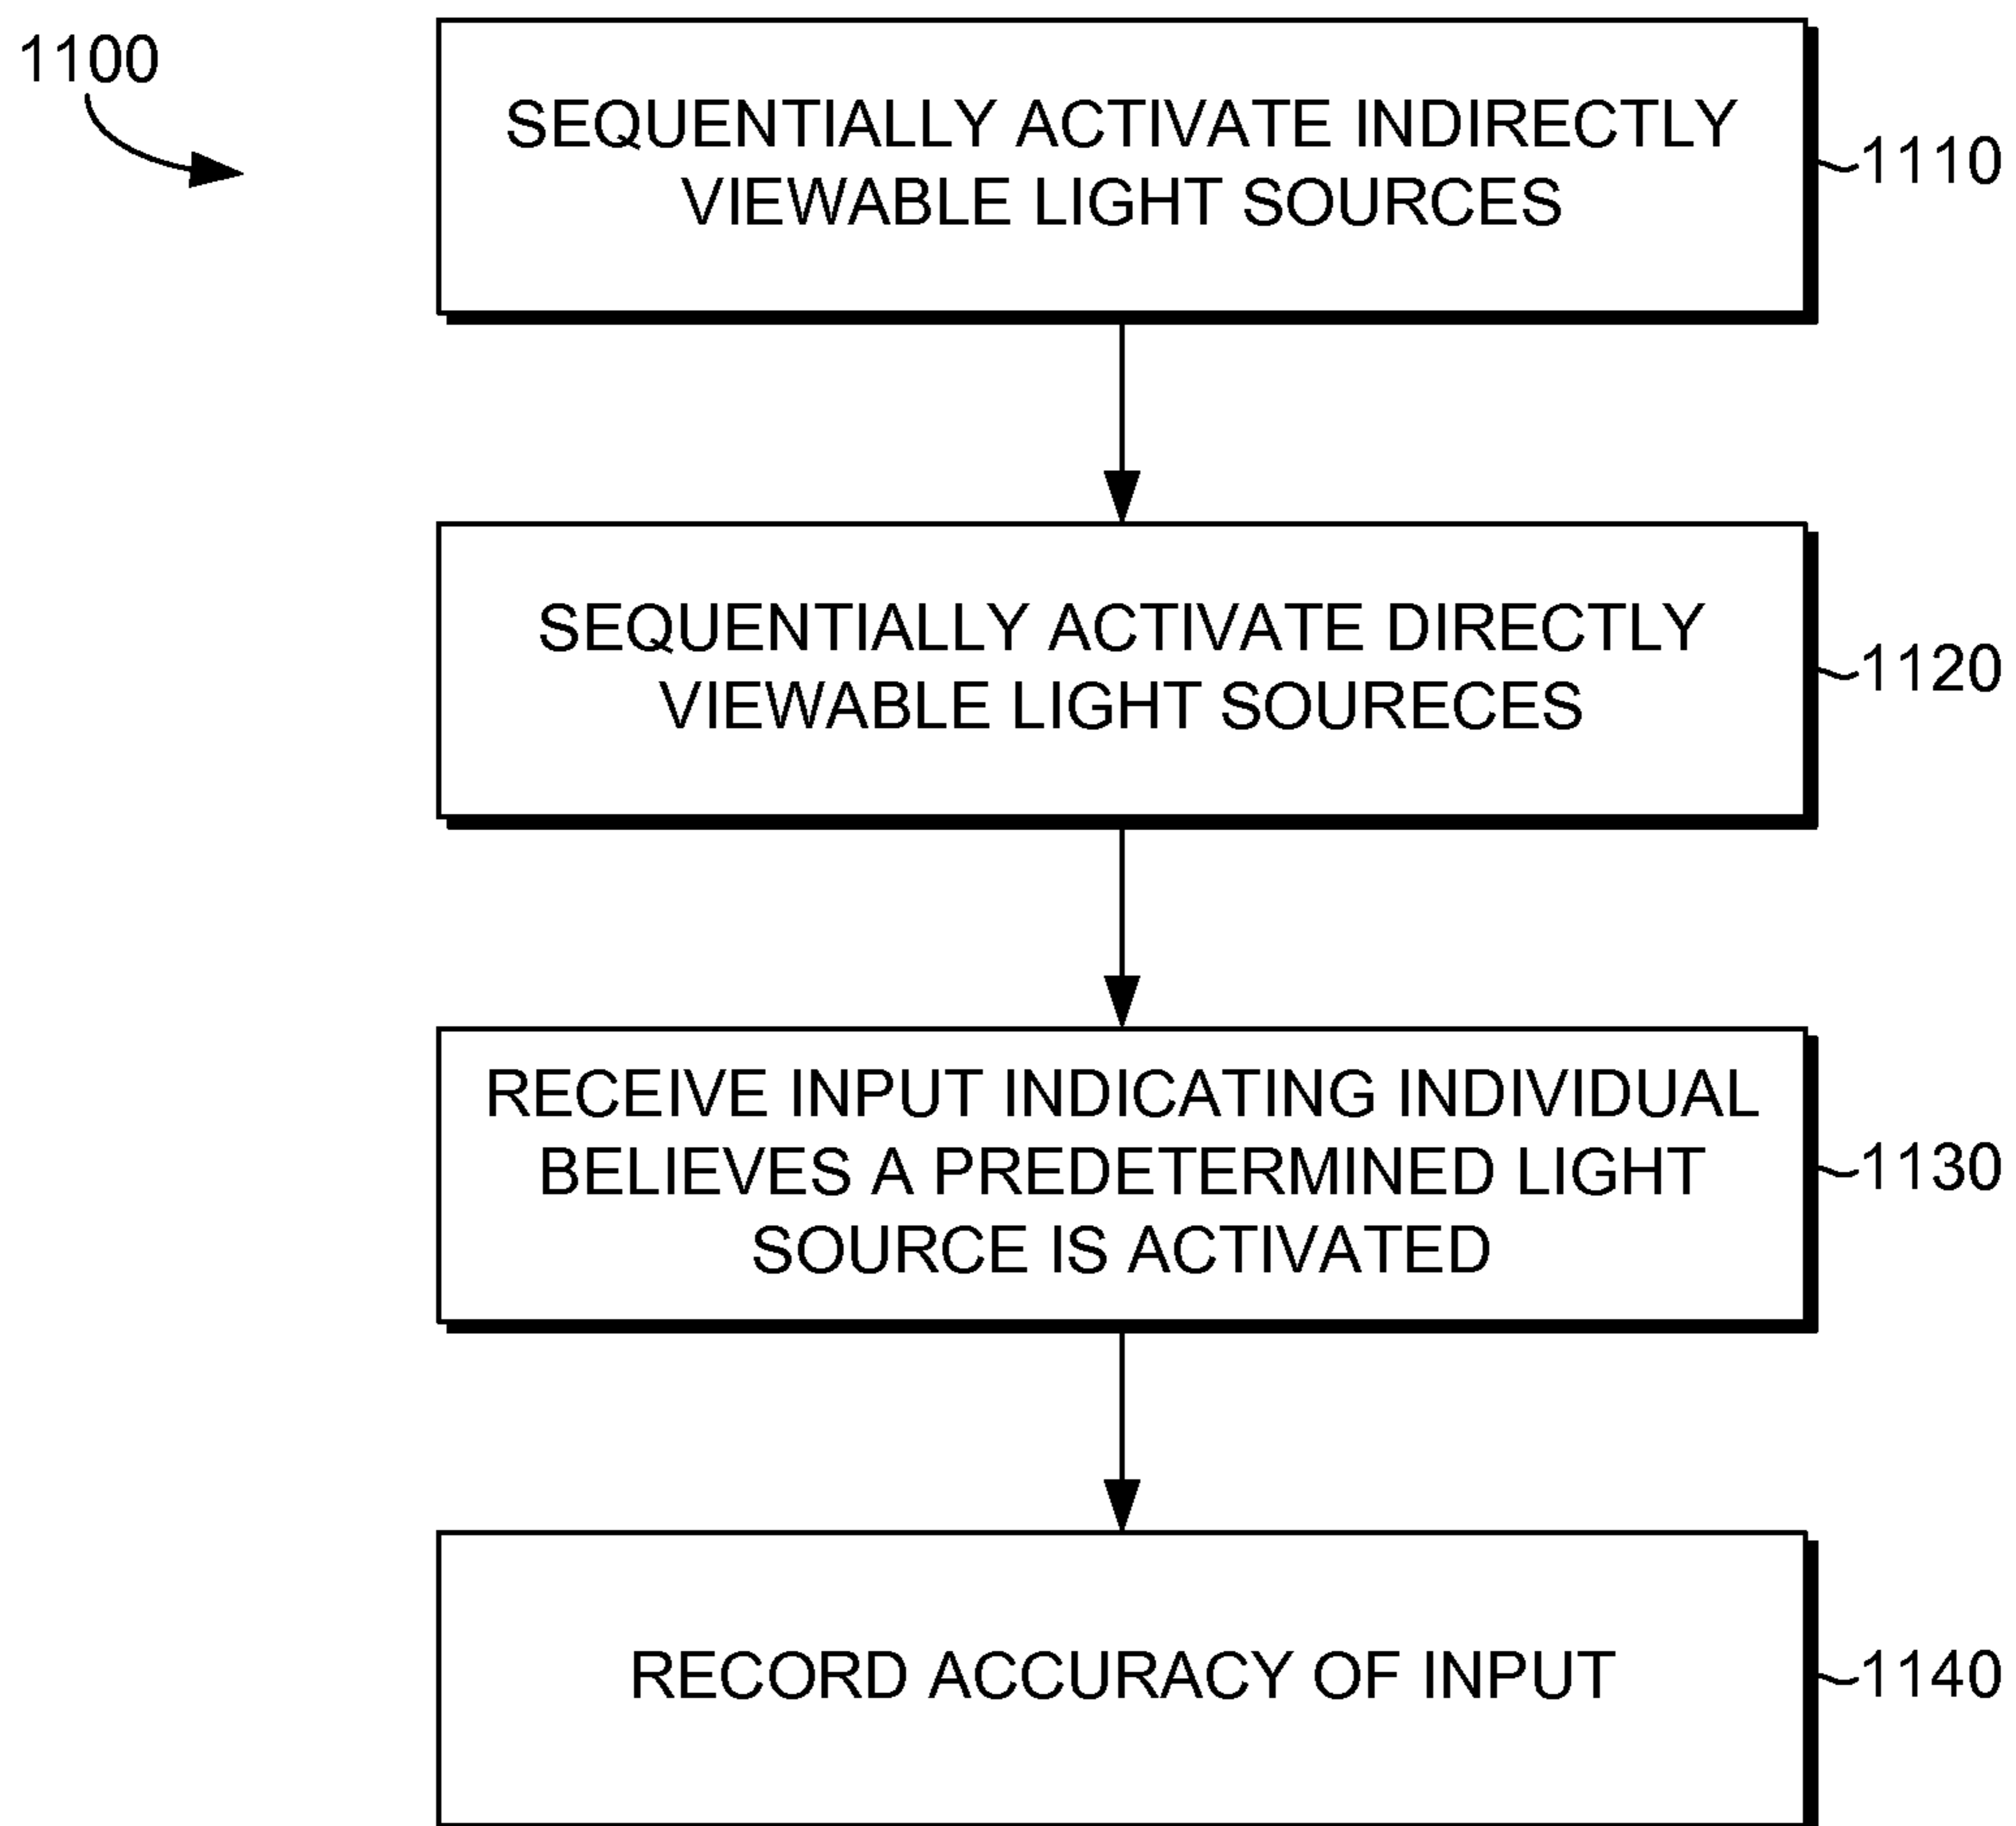 1100
SEQUENTIALLY ACTIVATE INDIRECTLY
VIEWABLE LIGHT SOURCES
1110
SEQUENTIALLY ACTIVATE DIRECTLY
VIEWABLE LIGHT SOURECES
1120
RECEIVE INPUT INDICATING INDIVIDUAL
BELIEVES A PREDETERMINED LIGHT
SOURCE IS ACTIVATED
1130
RECORD ACCURACY OF INPUT
1140